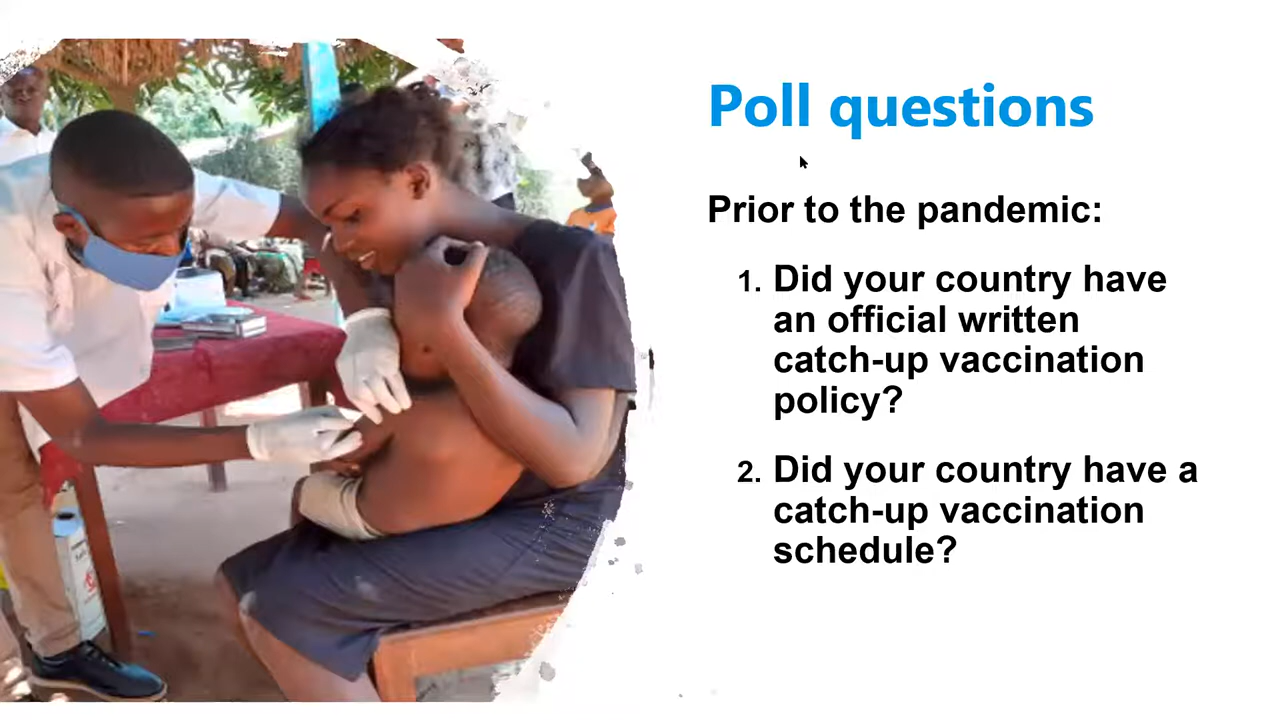 Poll questions
Prior to the pandemic:
1. Did your country have
an official written
catch-up vaccination
policy?
2. Did your country have a
catch-up vaccination
schedule?